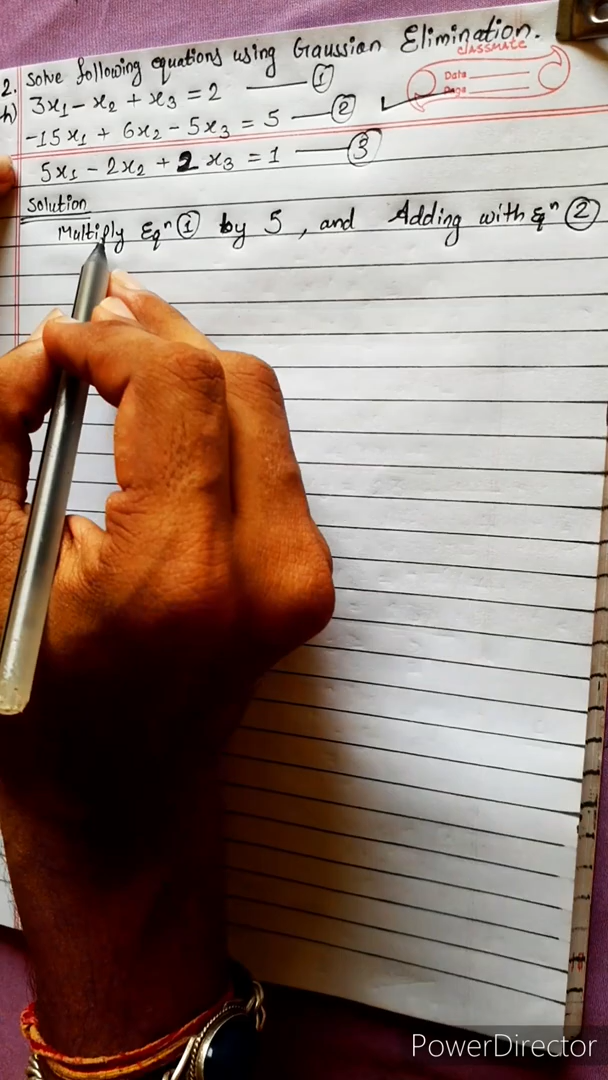 2. Solve following equations using Gaussian Elimination.
classmate
Date
Page
h) 3x₁ - x₂ + x₃ = 2 —— ①
-15x₁ + 6x₂ - 5x₃ = 5 —— ②
5x₁ - 2x₂ + 2x₃ = 1 —— ③
Solution
Multiply Eqⁿ ① by 5, and Adding with Eqⁿ ②
PowerDirector